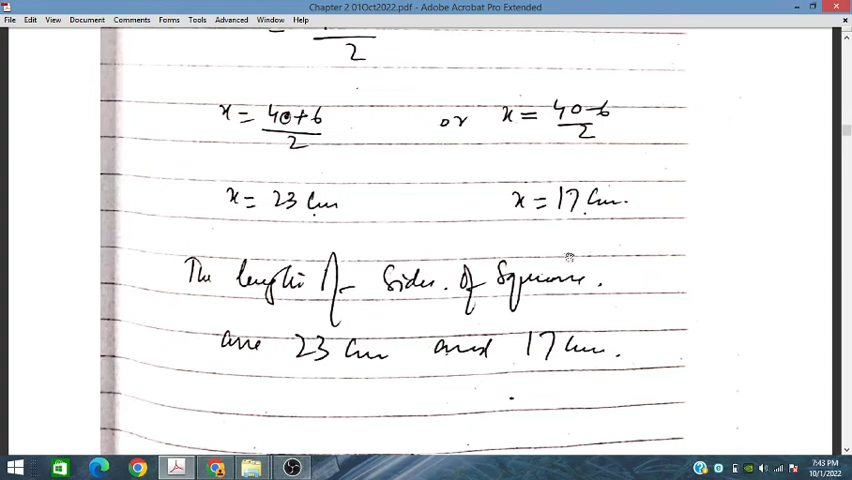 Chapter 2 01Oct2022.pdf - Adobe Acrobat Pro Extended
File Edit View Document Comments Forms Tools Advanced Window Help
2
x = 40+6 / 2 or x = 40-6 / 2
x = 23 cm x = 17 cm.
The length of sides. of square.
are 23 cm and 17 cm.
7:43 PM
10/1/2022